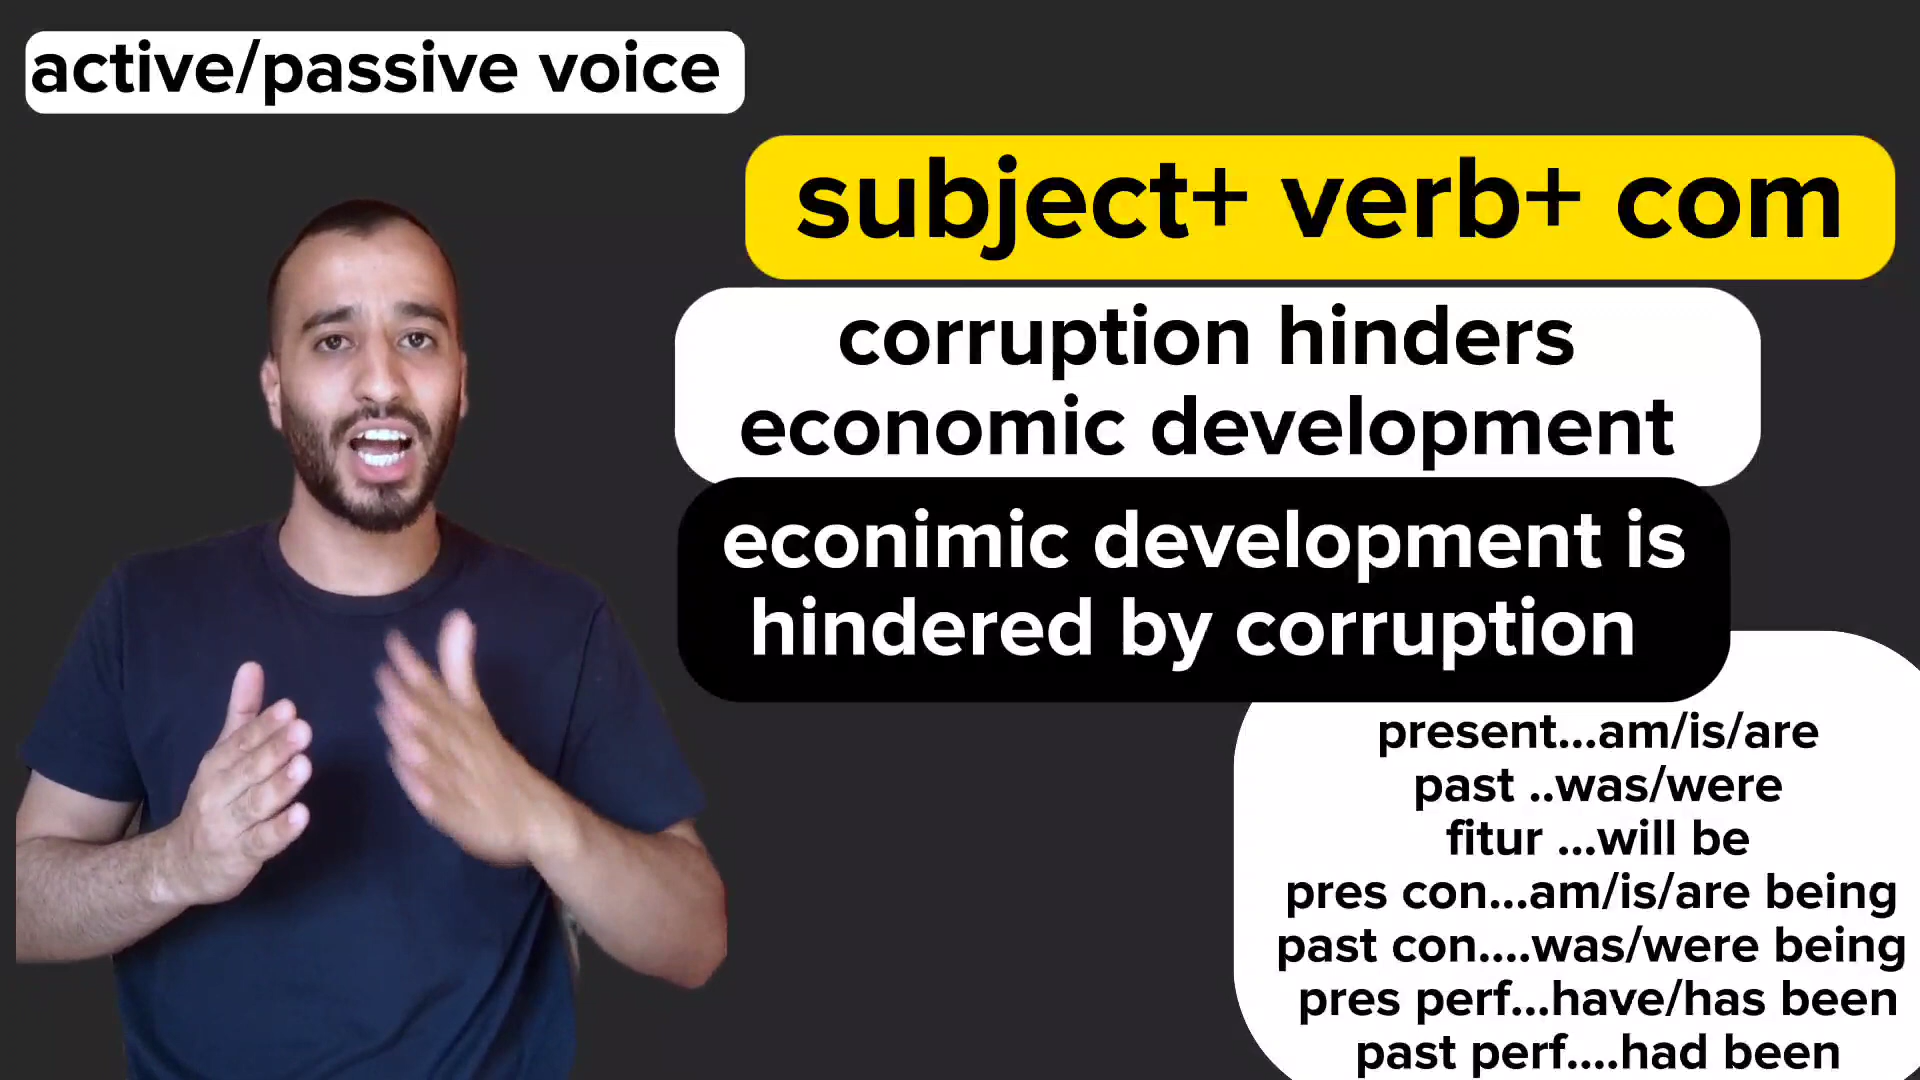 active/passive voice
subject+ verb+ com
corruption hinders
economic development
econimic development is
hindered by corruption
present...am/is/are
past ..was/were
fitur ...will be
pres con...am/is/are being
past con....was/were being
pres perf...have/has been
past perf....had been